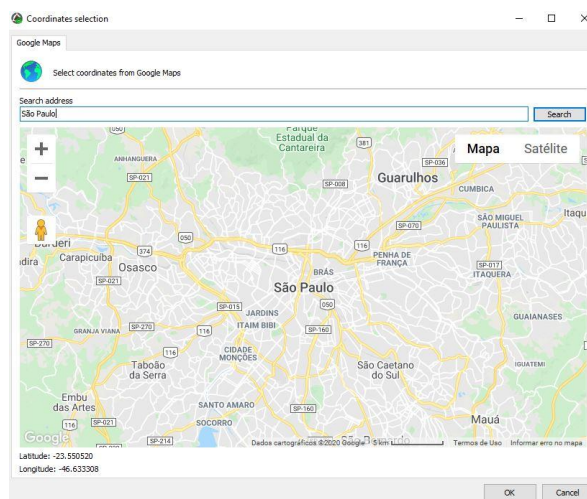 Coordinates selection
Google Maps
Select coordinates from Google Maps
Search address
São Paulo
Search
050
Parque
Estadual da
Cantareira
381
Mapa Satélite
ANHANGUERA
SP-036
SP-021
SP-008
Guarulhos
CUMBICA
SÃO MIGUEL
PAULISTA
Itaqu
SP-070
050
116
116
Carapicuíba
374
Osasco
PENHA DE
FRANÇA
SP-017
ITAQUERA
BRÁS
SP-021
São Paulo
SP-015
JARDINS
050
ITAIM BIBI
GUAIANASES
GRANJA VIANA
SP-270
SP-270
116
SP-160
CIDADE
MONÇÕES
116
Taboão
da Serra
São Caetano
do Sul
IGUATEMI
Embu
das Artes
SANTO AMARO
SP-160
116
SP-021
SOCORRO
Mauá
SP-214
Google
Dados cartográficos ©2020 Google 5 km Termos de Uso Informar erro no mapa
Latitude: -23.550520
Longitude: -46.633308
OK Cancel